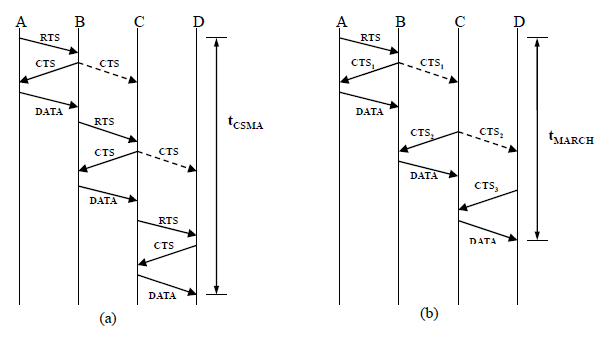 A B C D
RTS
CTS CTS
DATA
RTS
CTS CTS
DATA
RTS
CTS
DATA
tCSMA
(a)
A B C D
RTS
CTS1 CTS1
DATA
CTS2 CTS2
DATA
CTS3
DATA
tMARCH
(b)